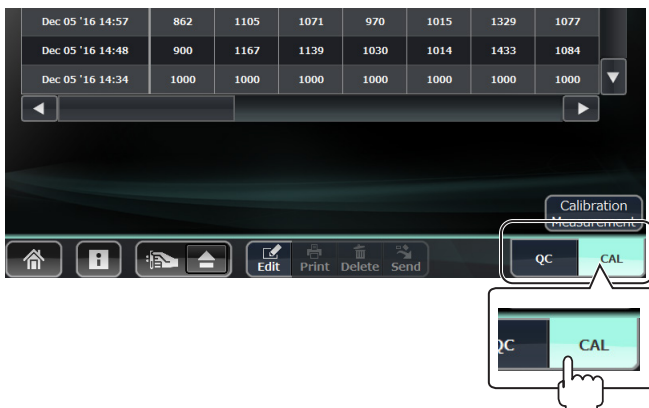 Dec 05 '16 14:57 862 1105 1071 970 1015 1329 1077
Dec 05 '16 14:48 900 1167 1139 1030 1014 1433 1084
Dec 05 '16 14:34 1000 1000 1000 1000 1000 1000 1000
Calibration
Measurement
Edit Print Delete Send QC CAL
QC CAL